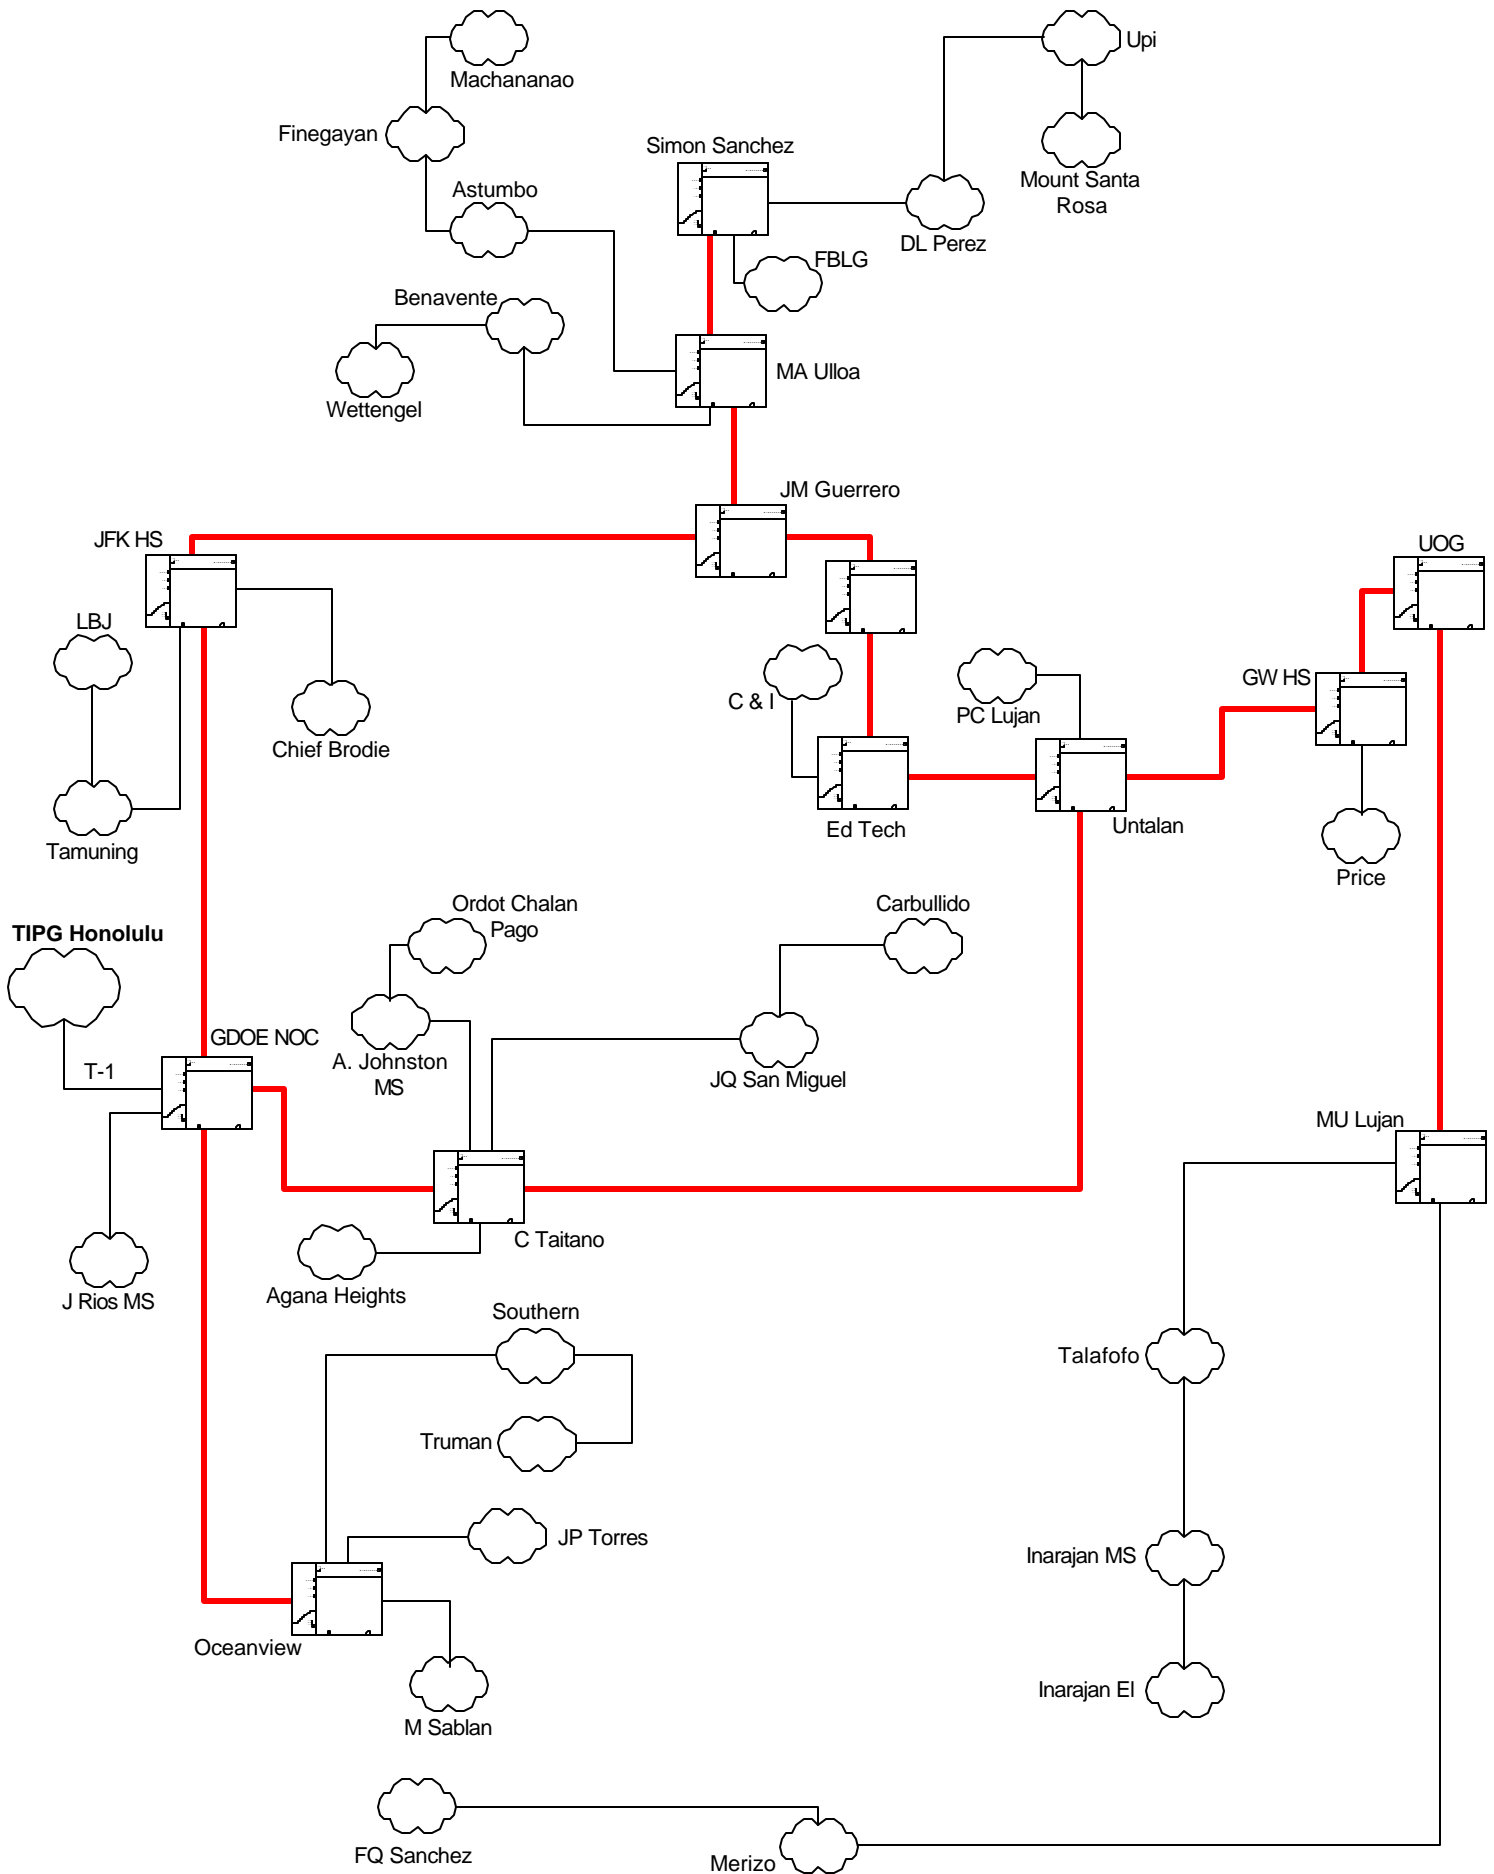 Upi
Machananao
Finegayan
Simon Sanchez
Mount Santa
Rosa
Astumbo
DL Perez
FBLG
Benavente
MA Ulloa
Wettengel
JM Guerrero
JFK HS
UOG
LBJ
GW HS
C & I
PC Lujan
Chief Brodie
Ed Tech
Untalan
Tamuning
Price
Ordot Chalan
Pago
Carbullido
TIPG Honolulu
GDOE NOC
A. Johnston
MS
T-1
JQ San Miguel
MU Lujan
C Taitano
J Rios MS
Agana Heights
Southern
Talafofo
Truman
JP Torres
Inarajan MS
Oceanview
Inarajan El
M Sablan
FQ Sanchez
Merizo